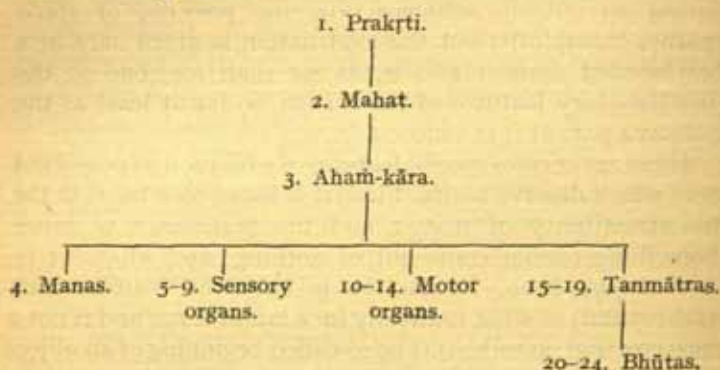 1. Prakṛti.
2. Mahat.
3. Ahaṁ-kāra.
4. Manas. 5-9. Sensory organs. 10-14. Motor organs. 15-19. Tanmātras.
20-24. Bhūtas.